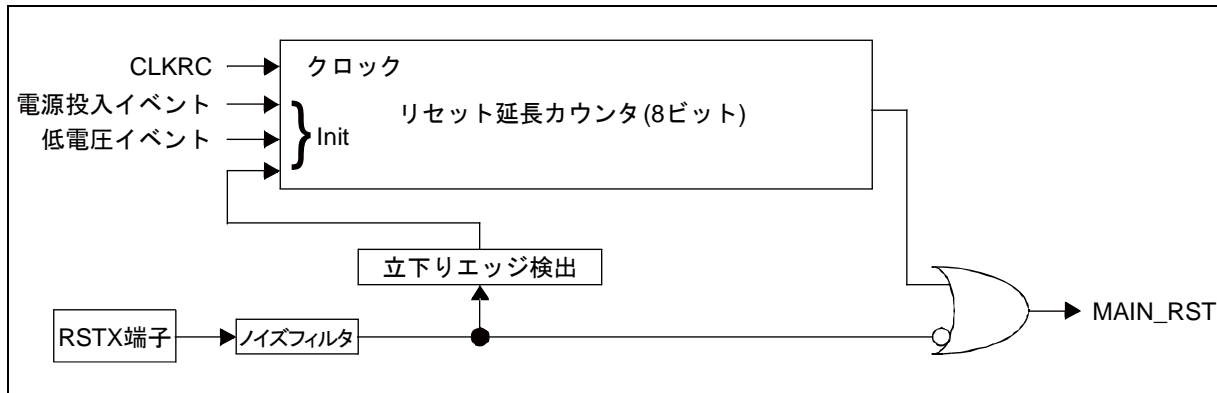 CLKRC
クロック
電源投入イベント
リセット延長カウンタ(8ビット)
低電圧イベント
Init
立下りエッジ検出
RSTX端子
ノイズフィルタ
MAIN_RST